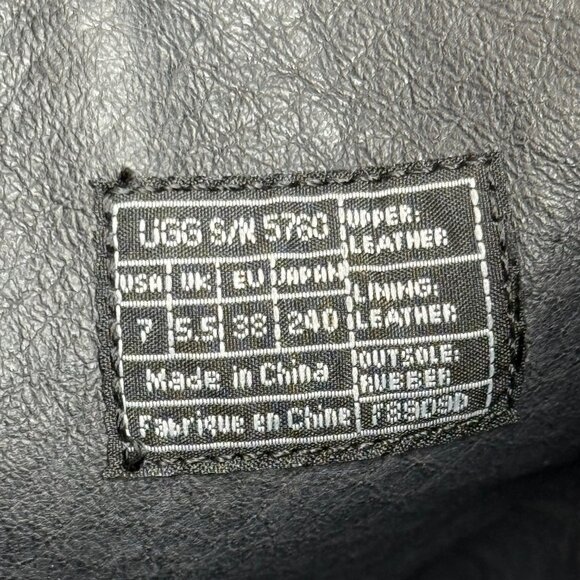 UGG S/N 5760
UPPER:
LEATHER
USA UK EU JAPAN
7 5.5 38 240
LINING:
LEATHER
Made in China
OUTSOLE:
RUBBER
Fabrique en Chine